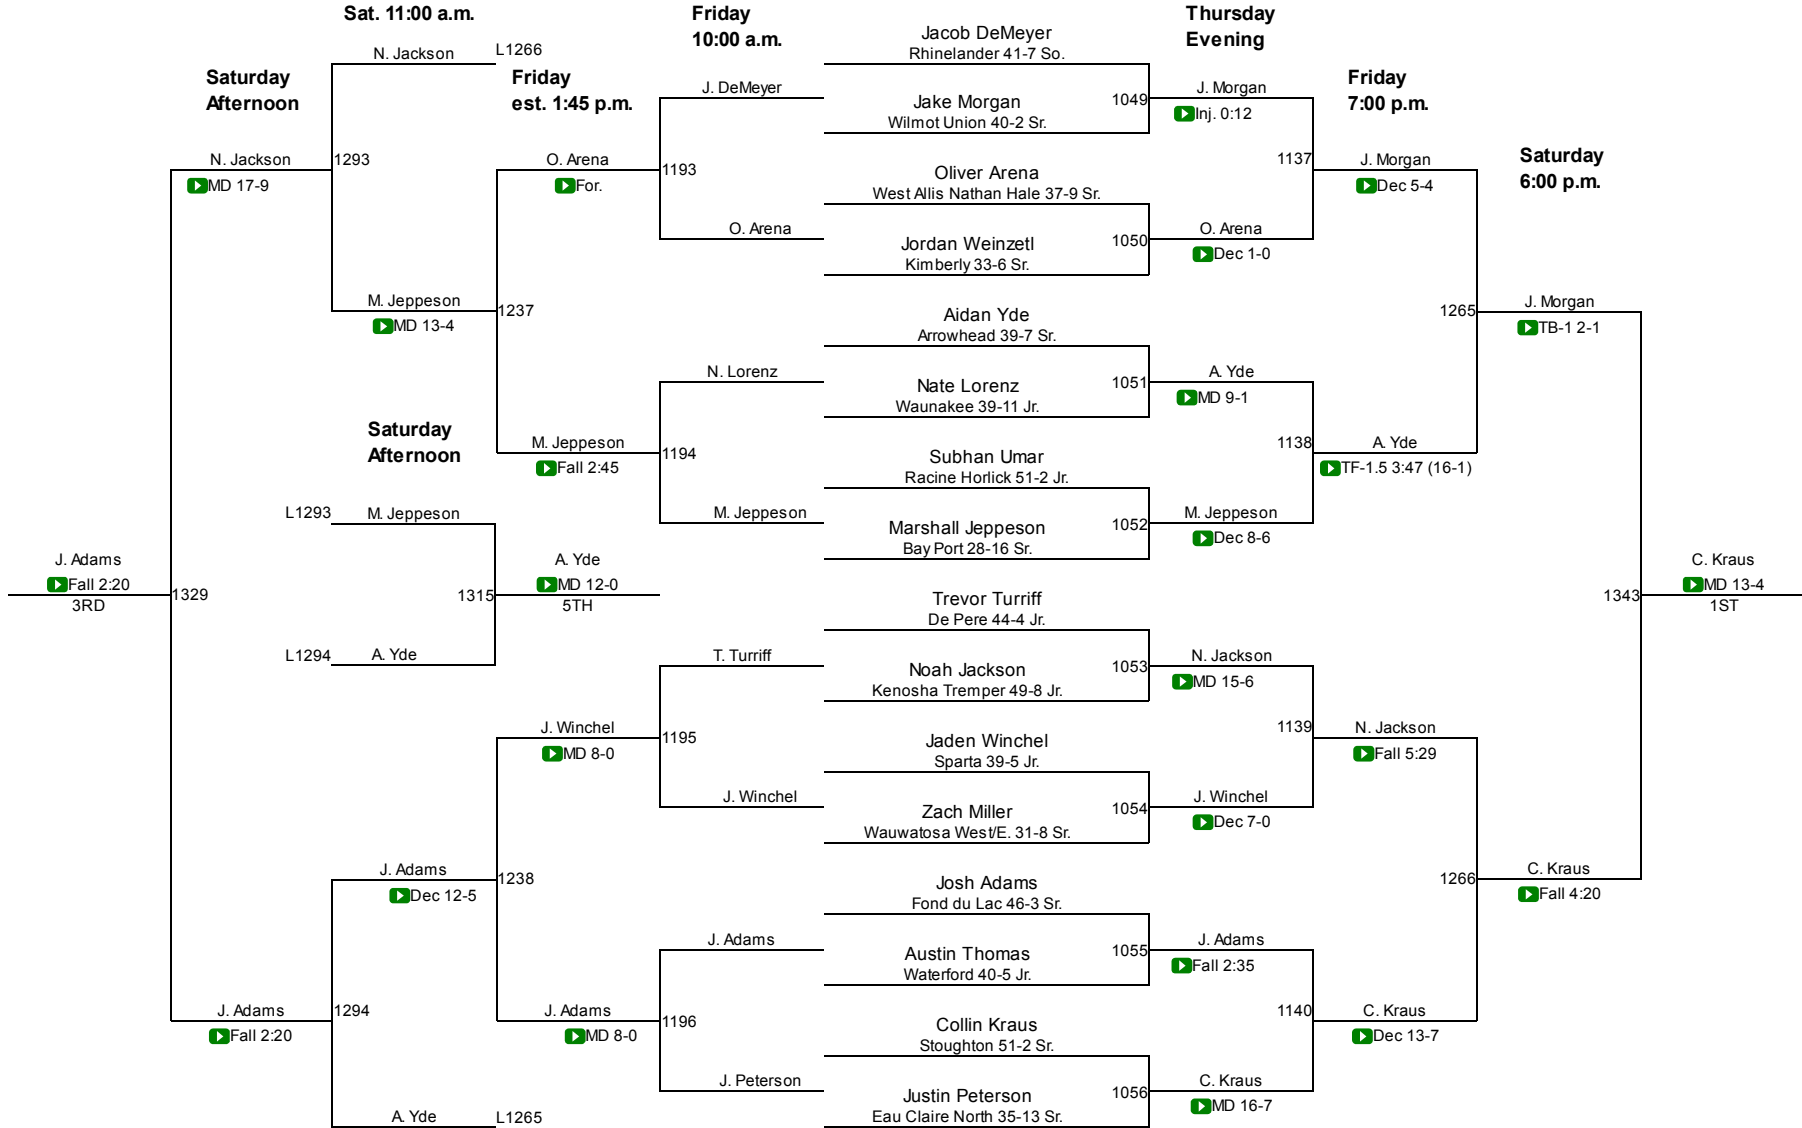 Sat. 11:00 a.m.
Friday
10:00 a.m.
Thursday
Evening
Jacob DeMeyer
Rhinelander 41-7 So.
N. Jackson
L1266
Saturday
Afternoon
Friday
est. 1:45 p.m.
Friday
7:00 p.m.
J. DeMeyer
J. Morgan
Jake Morgan
Wilmot Union 40-2 Sr.
1049
Inj. 0:12
Saturday
6:00 p.m.
N. Jackson
MD 17-9
1293
O. Arena
For.
1193
Oliver Arena
West Allis Nathan Hale 37-9 Sr.
1137
J. Morgan
Dec 5-4
O. Arena
Jordan Weinzetl
Kimberly 33-6 Sr.
1050
O. Arena
Dec 1-0
M. Jeppeson
MD 13-4
1237
Aidan Yde
Arrowhead 39-7 Sr.
1265
J. Morgan
TB-1 2-1
N. Lorenz
Nate Lorenz
Waunakee 39-11 Jr.
1051
A. Yde
MD 9-1
Saturday
Afternoon
M. Jeppeson
Fall 2:45
1194
Subhan Umar
Racine Horlick 51-2 Jr.
1138
A. Yde
TF-1.5 3:47 (16-1)
L1293
M. Jeppeson
M. Jeppeson
Marshall Jeppeson
Bay Port 28-16 Sr.
1052
M. Jeppeson
Dec 8-6
J. Adams
Fall 2:20
3RD
1329
1315
A. Yde
MD 12-0
5TH
Trevor Turriff
De Pere 44-4 Jr.
1343
C. Kraus
MD 13-4
1ST
L1294
A. Yde
T. Turriff
Noah Jackson
Kenosha Tremper 49-8 Jr.
1053
N. Jackson
MD 15-6
J. Winchel
MD 8-0
1195
Jaden Winchel
Sparta 39-5 Jr.
1139
N. Jackson
Fall 5:29
J. Winchel
Zach Miller
Wauwatosa West/E. 31-8 Sr.
1054
J. Winchel
Dec 7-0
J. Adams
Dec 12-5
1238
Josh Adams
Fond du Lac 46-3 Sr.
1266
C. Kraus
Fall 4:20
J. Adams
Austin Thomas
Waterford 40-5 Jr.
1055
J. Adams
Fall 2:35
J. Adams
Fall 2:20
1294
J. Adams
MD 8-0
1196
Collin Kraus
Stoughton 51-2 Sr.
1140
C. Kraus
Dec 13-7
J. Peterson
Justin Peterson
Eau Claire North 35-13 Sr.
1056
C. Kraus
MD 16-7
A. Yde
L1265